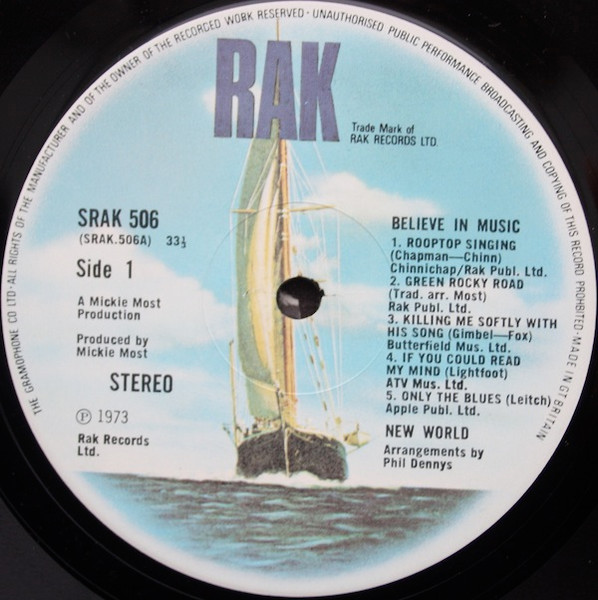 THE GRAMOPHONE CO LTD·ALL RIGHTS OF THE MANUFACTURER AND OF THE OWNER OF THE RECORDED WORK RESERVED·UNAUTHORISED PUBLIC PERFORMANCE BROADCASTING AND COPYING OF THIS RECORD PROHIBITED·MADE IN GT BRITAIN
RAK
Trade Mark of
RAK RECORDS LTD.
SRAK 506
(SRAK.506A) 33⅓
Side 1
A Mickie Most
Production
Produced by
Mickie Most
STEREO
℗ 1973
Rak Records
Ltd.
BELIEVE IN MUSIC
1. ROOPTOP SINGING
(Chapman—Chinn)
Chinnichap/Rak Publ. Ltd.
2. GREEN ROCKY ROAD
(Trad. arr. Most)
Rak Publ. Ltd.
3. KILLING ME SOFTLY WITH
HIS SONG (Gimbel—Fox)
Butterfield Mus. Ltd.
4. IF YOU COULD READ
MY MIND (Lightfoot)
ATV Mus. Ltd.
5. ONLY THE BLUES (Leitch)
Apple Publ. Ltd.
NEW WORLD
Arrangements by
Phil Dennys